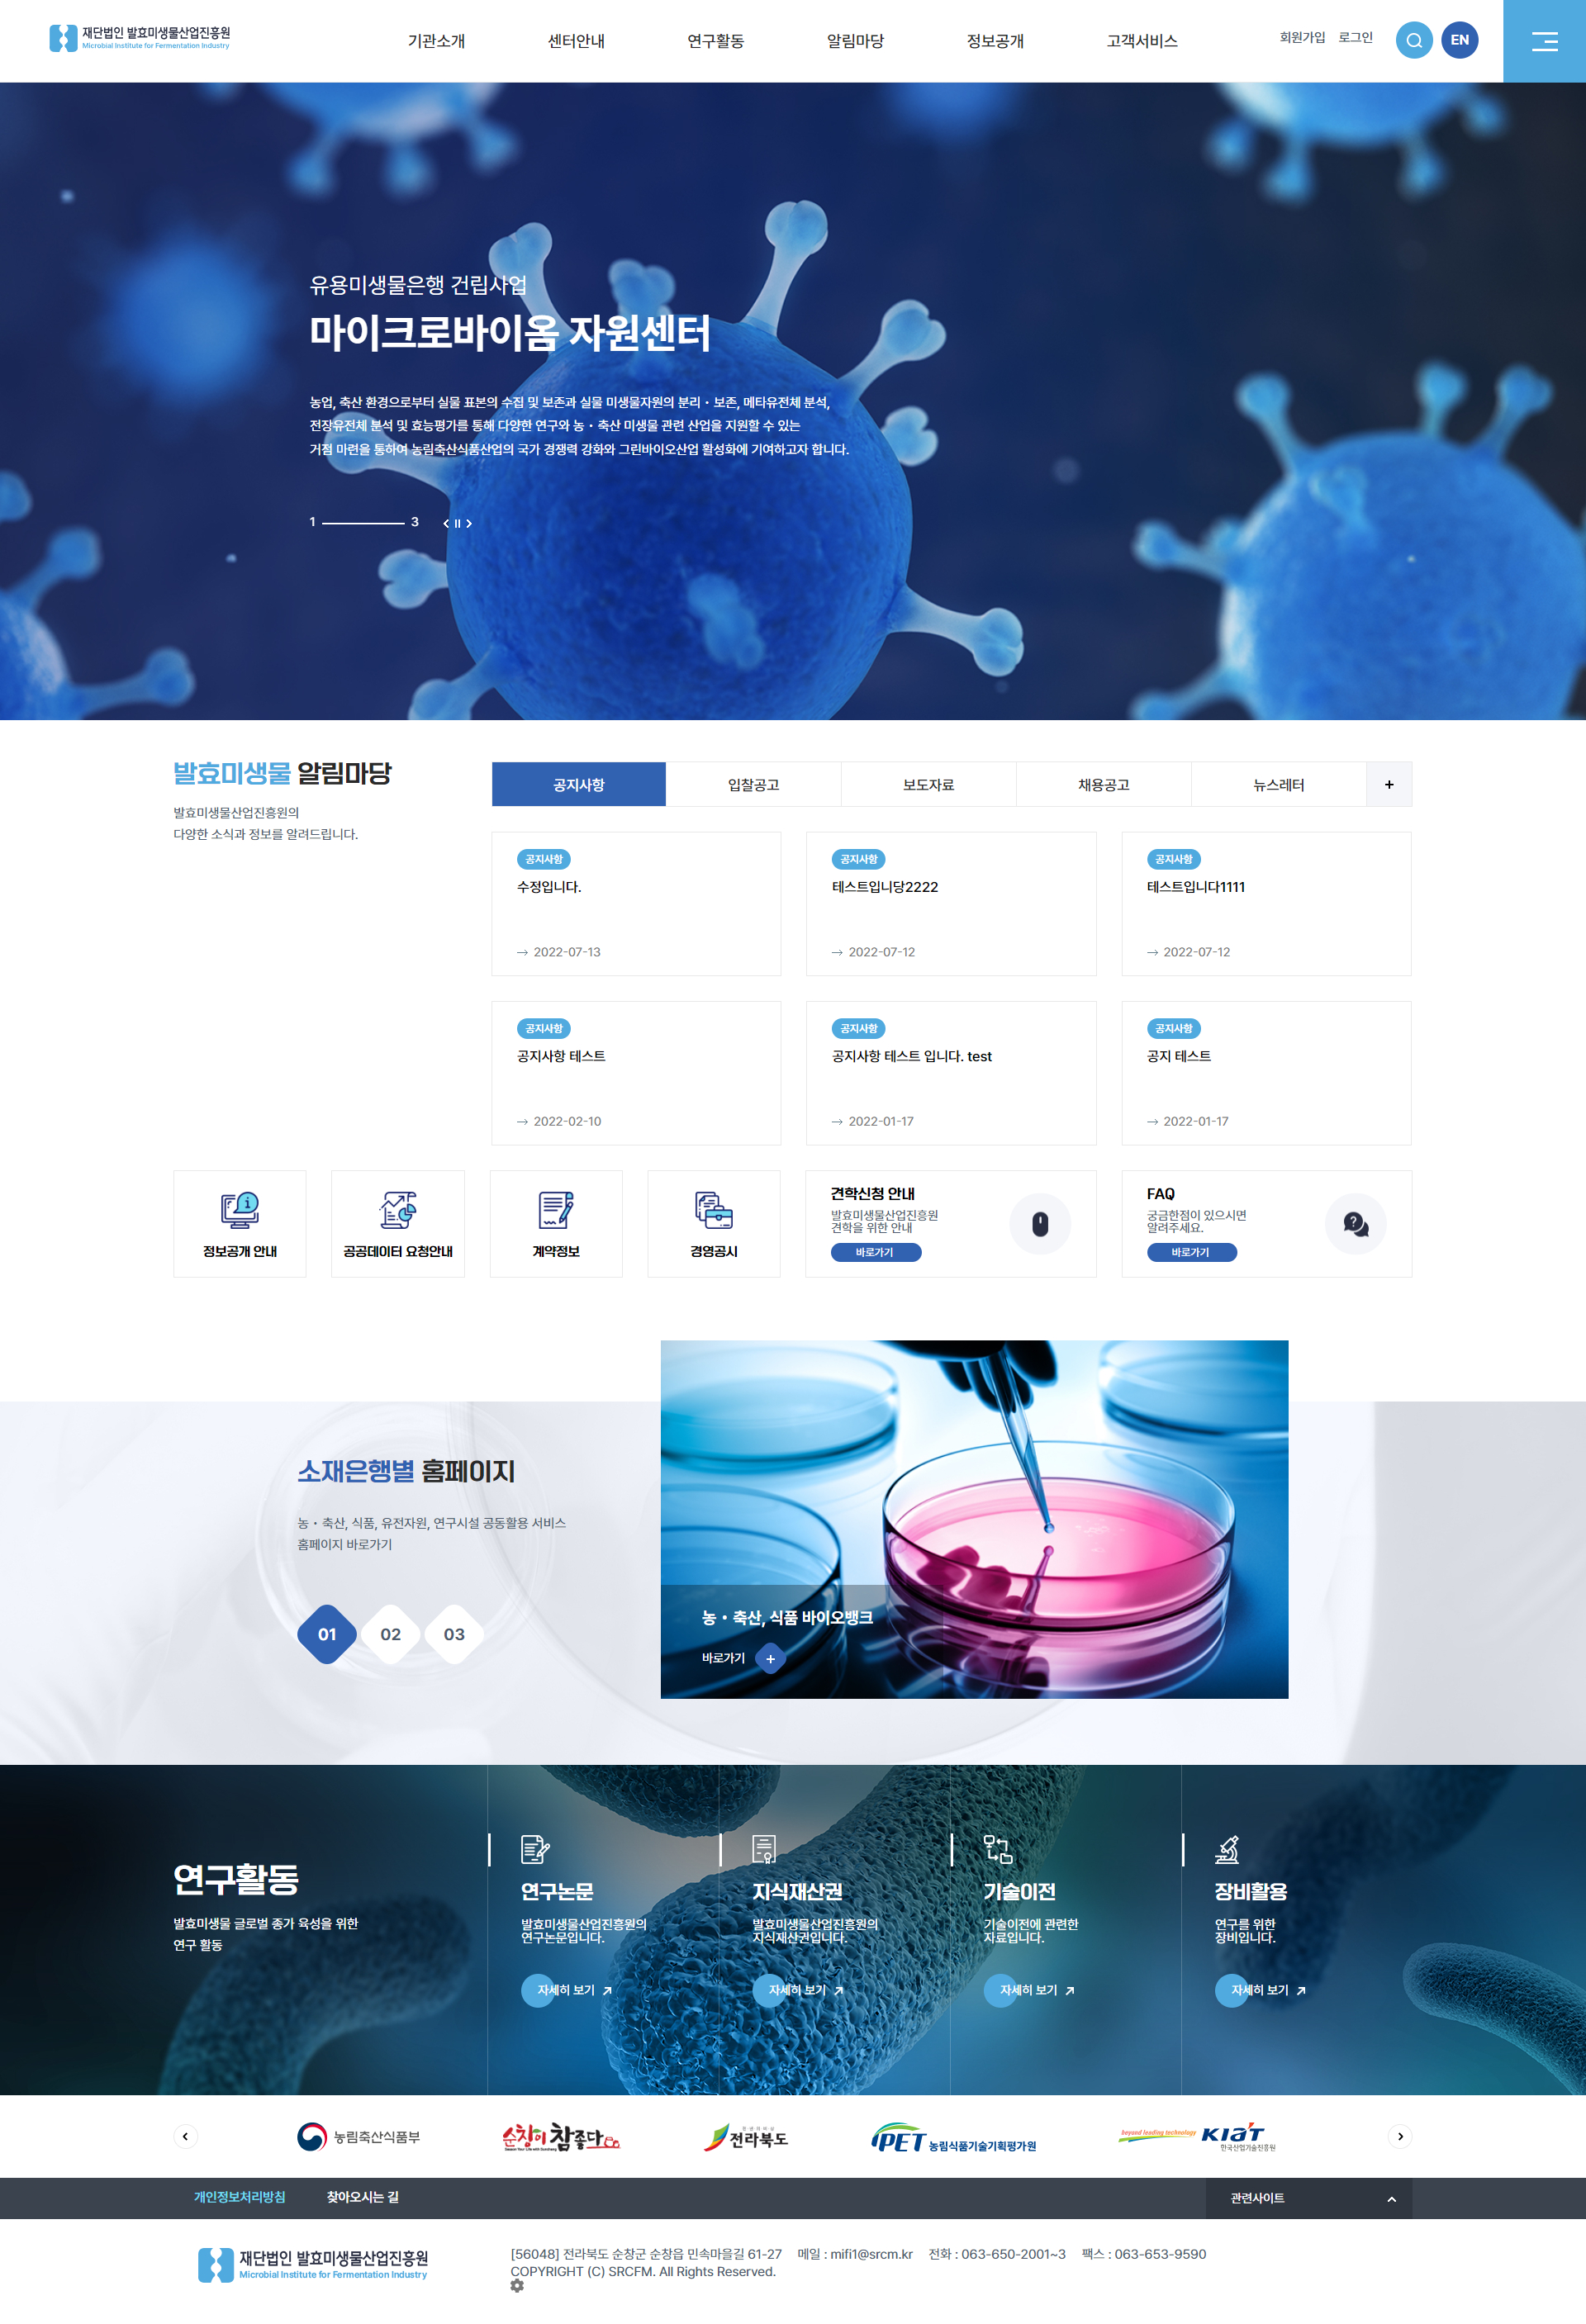 재단법인 발효미생물산업진흥원
Microbial Institute for Fermentation Industry
기관소개
센터안내
연구활동
알림마당
정보공개
고객서비스
회원가입
로그인
EN
유용미생물은행 건립사업
마이크로바이옴 자원센터
농업, 축산 환경으로부터 실물 표본의 수집 및 보존과 실물 미생물자원의 분리・보존, 메타유전체 분석,
전장유전체 분석 및 효능평가를 통해 다양한 연구와 농・축산 미생물 관련 산업을 지원할 수 있는
거점 마련을 통하여 농림축산식품산업의 국가 경쟁력 강화와 그린바이오산업 활성화에 기여하고자 합니다.
1 3
발효미생물 알림마당
발효미생물산업진흥원의
다양한 소식과 정보를 알려드립니다.
공지사항
입찰공고
보도자료
채용공고
뉴스레터
+
공지사항
수정입니다.
2022-07-13
공지사항
테스트입니당2222
2022-07-12
공지사항
테스트입니다1111
2022-07-12
공지사항
공지사항 테스트
2022-02-10
공지사항
공지사항 테스트 입니다. test
2022-01-17
공지사항
공지 테스트
2022-01-17
정보공개 안내
공공데이터 요청안내
계약정보
경영공시
견학신청 안내
발효미생물산업진흥원
견학을 위한 안내
바로가기
FAQ
궁금한점이 있으시면
알려주세요.
바로가기
소재은행별 홈페이지
농・축산, 식품, 유전자원, 연구시설 공동활용 서비스
홈페이지 바로가기
01
02
03
농・축산, 식품 바이오뱅크
바로가기
+
연구활동
발효미생물 글로벌 종가 육성을 위한
연구 활동
연구논문
발효미생물산업진흥원의
연구논문입니다.
자세히 보기
지식재산권
발효미생물산업진흥원의
지식재산권입니다.
자세히 보기
기술이전
기술이전에 관련한
자료입니다.
자세히 보기
장비활용
연구를 위한
장비입니다.
자세히 보기
농림축산식품부
순창이 참좋다
전라북도
iPET 농림식품기술기획평가원
beyond leading technology KIAT
한국산업기술진흥원
개인정보처리방침
찾아오시는 길
관련사이트
재단법인 발효미생물산업진흥원
Microbial Institute for Fermentation Industry
[56048] 전라북도 순창군 순창읍 민속마을길 61-27 메일 : mifi1@srcm.kr 전화 : 063-650-2001~3 팩스 : 063-653-9590
COPYRIGHT (C) SRCFM. All Rights Reserved.